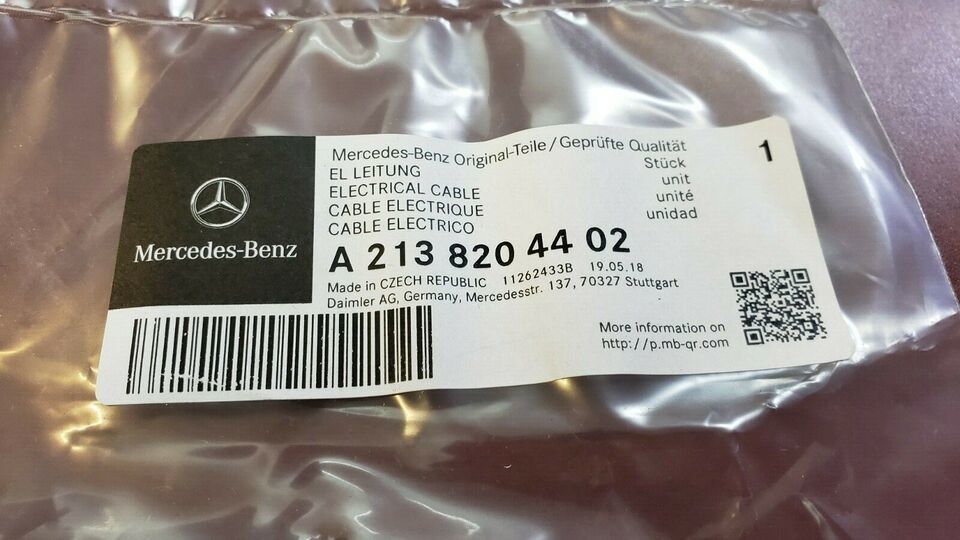 Mercedes-Benz
Mercedes-Benz Original-Teile/Geprüfte Qualität
EL LEITUNG
ELECTRICAL CABLE
CABLE ELECTRIQUE
CABLE ELECTRICO
Stück
unit
unité
unidad
1
A 213 820 44 02
Made in CZECH REPUBLIC 11262433B 19.05.18
Daimler AG, Germany, Mercedesstr. 137, 70327 Stuttgart
More information on
http://p.mb-qr.com